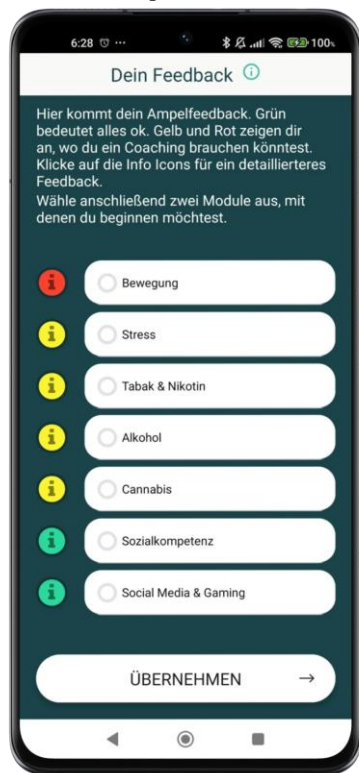 6:28 ... 100%
Dein Feedback i
Hier kommt dein Ampelfeedback. Grün
bedeutet alles ok. Gelb und Rot zeigen dir
an, wo du ein Coaching brauchen könntest.
Klicke auf die Info Icons für ein detaillierteres
Feedback.
Wähle anschließend zwei Module aus, mit
denen du beginnen möchtest.
i Bewegung
i Stress
i Tabak & Nikotin
i Alkohol
i Cannabis
i Sozialkompetenz
i Social Media & Gaming
ÜBERNEHMEN →